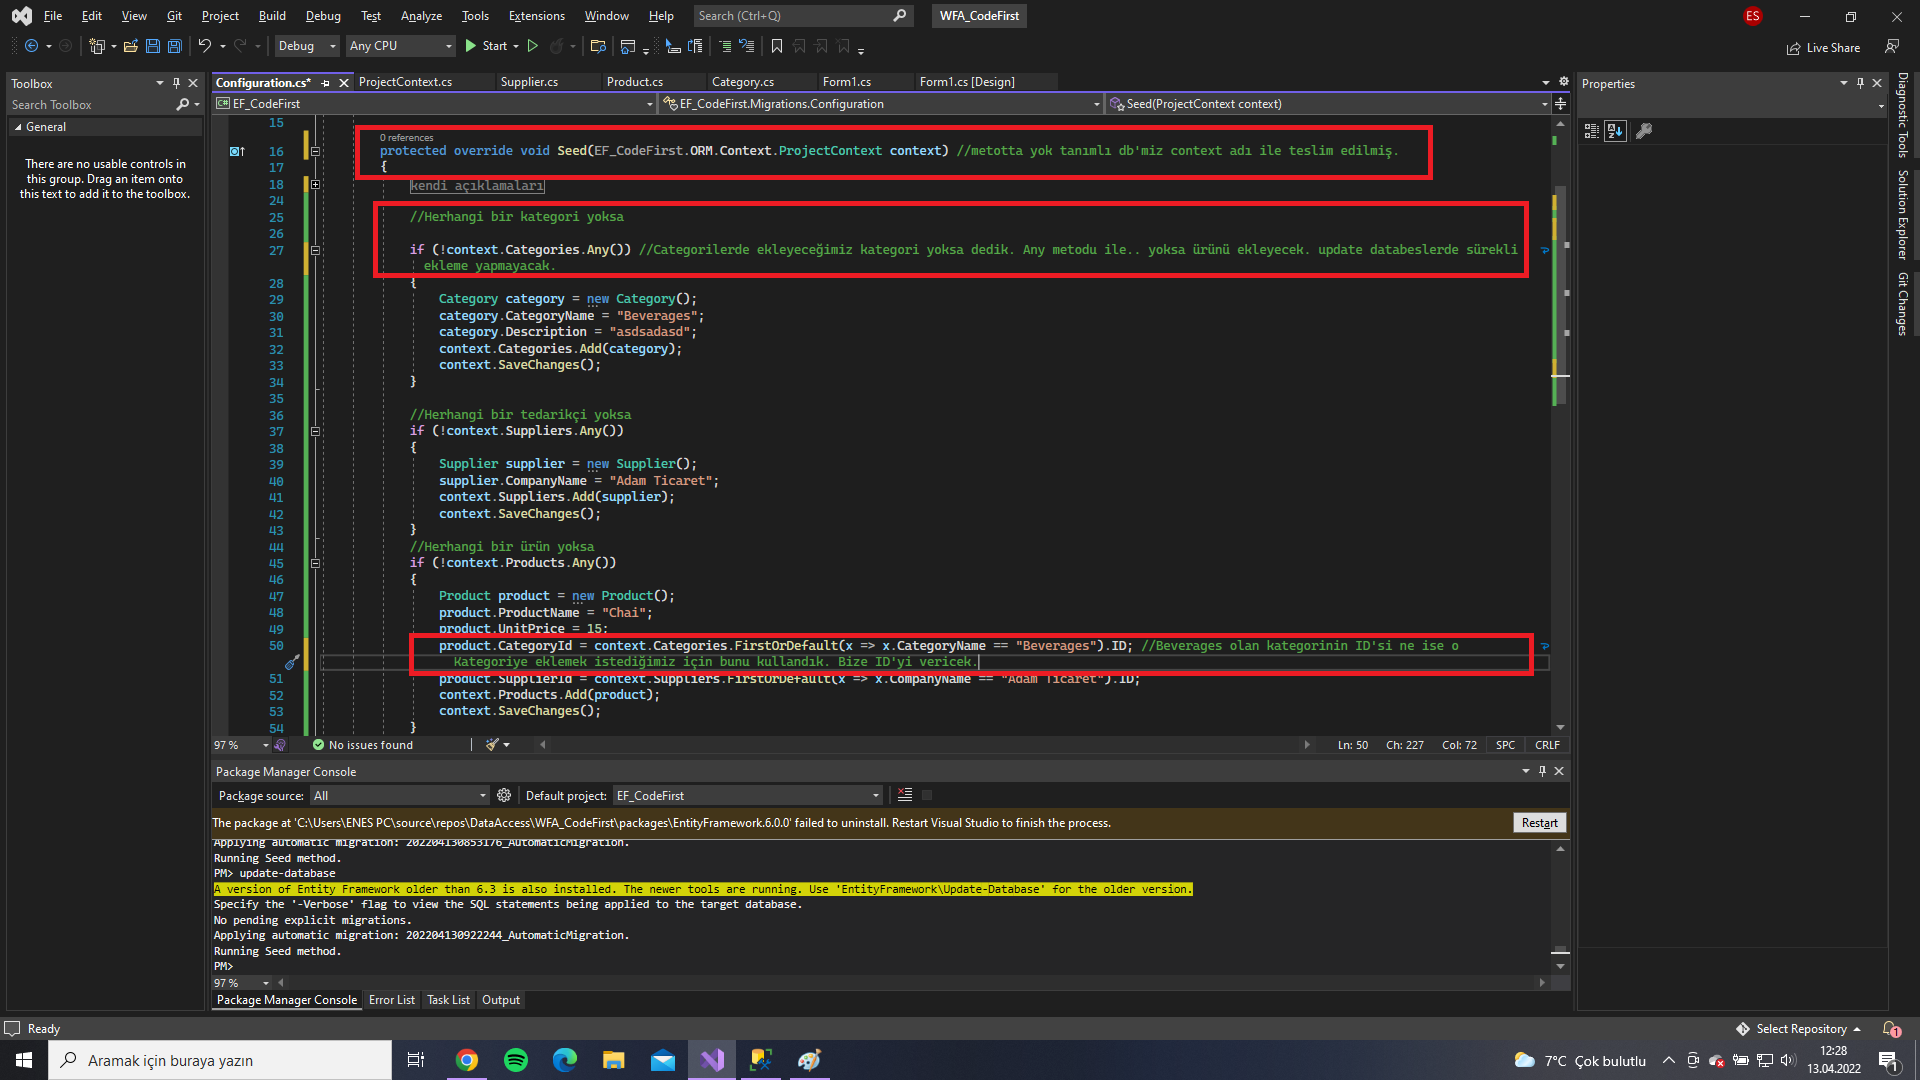 File Edit View Git Project Build Debug Test Analyze Tools Extensions Window Help Search (Ctrl+Q) WFA_CodeFirst ES
Debug Any CPU Start Live Share
Toolbox
Search Toolbox
General
There are no usable controls in
this group. Drag an item onto
this text to add it to the toolbox.
Configuration.cs* ProjectContext.cs Supplier.cs Product.cs Category.cs Form1.cs Form1.cs [Design]
EF_CodeFirst EF_CodeFirst.Migrations.Configuration Seed(ProjectContext context)
15
0 references
16 protected override void Seed(EF_CodeFirst.ORM.Context.ProjectContext context) //metotta yok tanımlı db'miz context adı ile teslim edilmiş.
17 {
18 kendi açıklamaları
24
25 //Herhangi bir kategori yoksa
26
27 if (!context.Categories.Any()) //Categorilerde ekleyeceğimiz kategori yoksa dedik. Any metodu ile.. yoksa ürünü ekleyecek. update databeslerde sürekli
ekleme yapmayacak.
28 {
29 Category category = new Category();
30 category.CategoryName = "Beverages";
31 category.Description = "asdsadasd";
32 context.Categories.Add(category);
33 context.SaveChanges();
34 }
35
36 //Herhangi bir tedarikçi yoksa
37 if (!context.Suppliers.Any())
38 {
39 Supplier supplier = new Supplier();
40 supplier.CompanyName = "Adam Ticaret";
41 context.Suppliers.Add(supplier);
42 context.SaveChanges();
43 }
44 //Herhangi bir ürün yoksa
45 if (!context.Products.Any())
46 {
47 Product product = new Product();
48 product.ProductName = "Chai";
49 product.UnitPrice = 15;
50 product.CategoryId = context.Categories.FirstOrDefault(x => x.CategoryName == "Beverages").ID; //Beverages olan kategorinin ID'si ne ise o
Kategoriye eklemek istediğimiz için bunu kullandık. Bize ID'yi vericek.
51 product.SupplierId = context.Suppliers.FirstOrDefault(x => x.CompanyName == "Adam Ticaret").ID;
52 context.Products.Add(product);
53 context.SaveChanges();
54 }
97 % No issues found Ln: 50 Ch: 227 Col: 72 SPC CRLF
Package Manager Console
Package source: All Default project: EF_CodeFirst
The package at 'C:\Users\ENES PC\source\repos\DataAccess\WFA_CodeFirst\packages\EntityFramework.6.0.0' failed to uninstall. Restart Visual Studio to finish the process. Restart
Applying automatic migration: 202204130853176_AutomaticMigration.
Running Seed method.
PM> update-database
A version of Entity Framework older than 6.3 is also installed. The newer tools are running. Use 'EntityFramework\Update-Database' for the older version.
Specify the '-Verbose' flag to view the SQL statements being applied to the target database.
No pending explicit migrations.
Applying automatic migration: 202204130922244_AutomaticMigration.
Running Seed method.
PM>
97 %
Package Manager Console Error List Task List Output
Properties
Diagnostic Tools
Solution Explorer
Git Changes
Ready Select Repository 1
Aramak için buraya yazın 7°C Çok bulutlu 12:28
13.04.2022 1